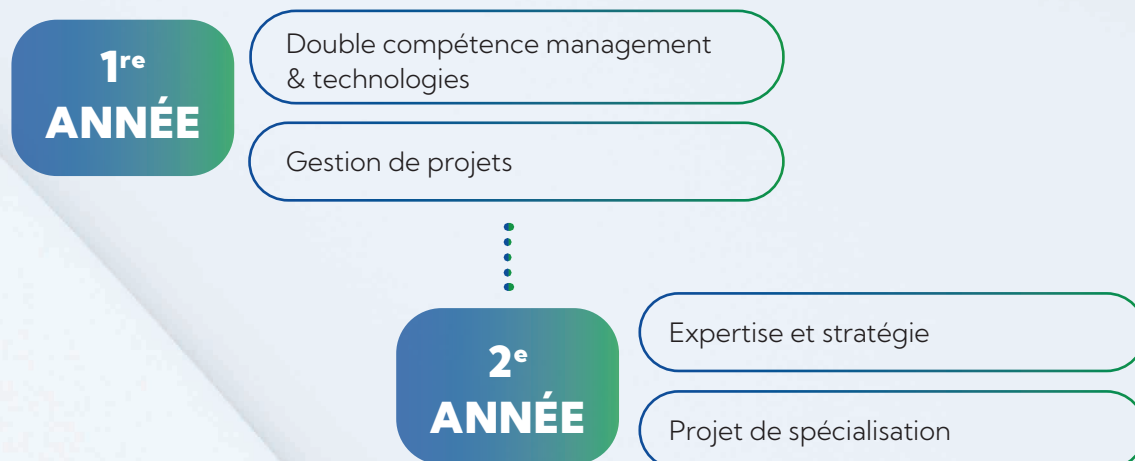 1re
ANNÉE
Double compétence management
& technologies
Gestion de projets
2e
ANNÉE
Expertise et stratégie
Projet de spécialisation